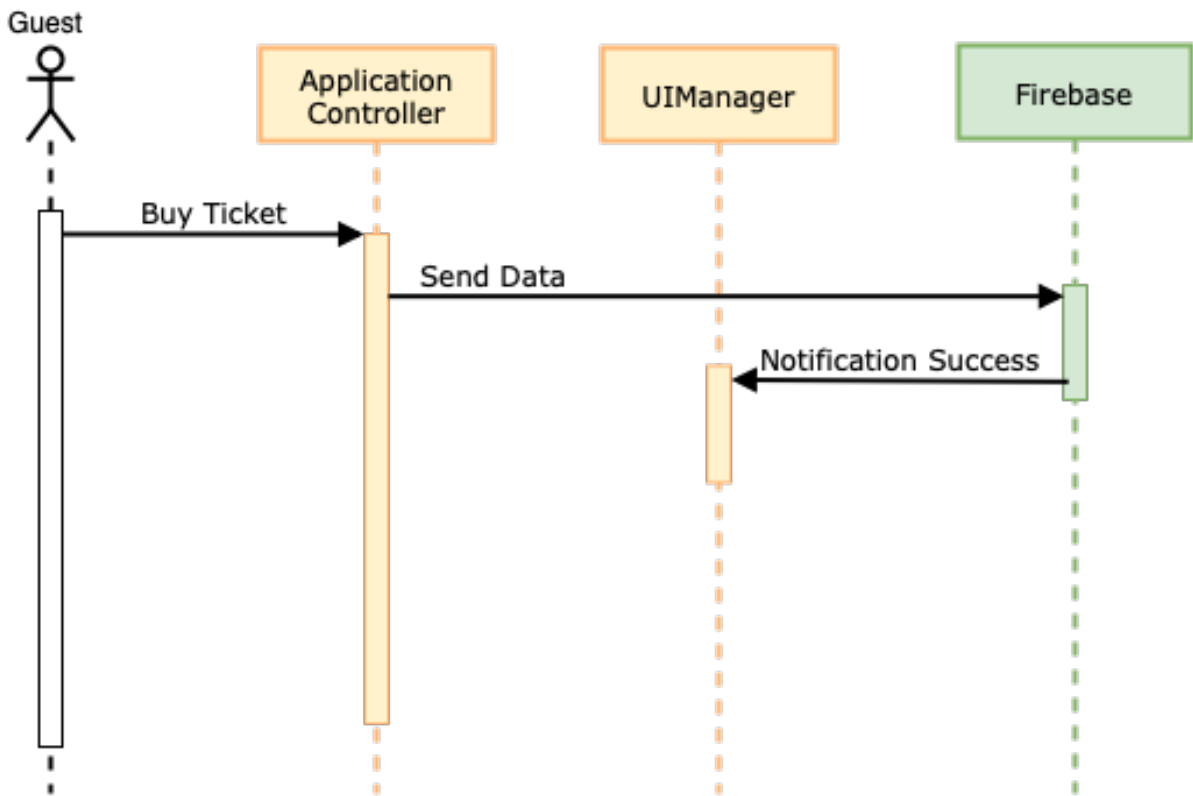 Guest
Application
Controller
UIManager
Firebase
Buy Ticket
Send Data
Notification Success